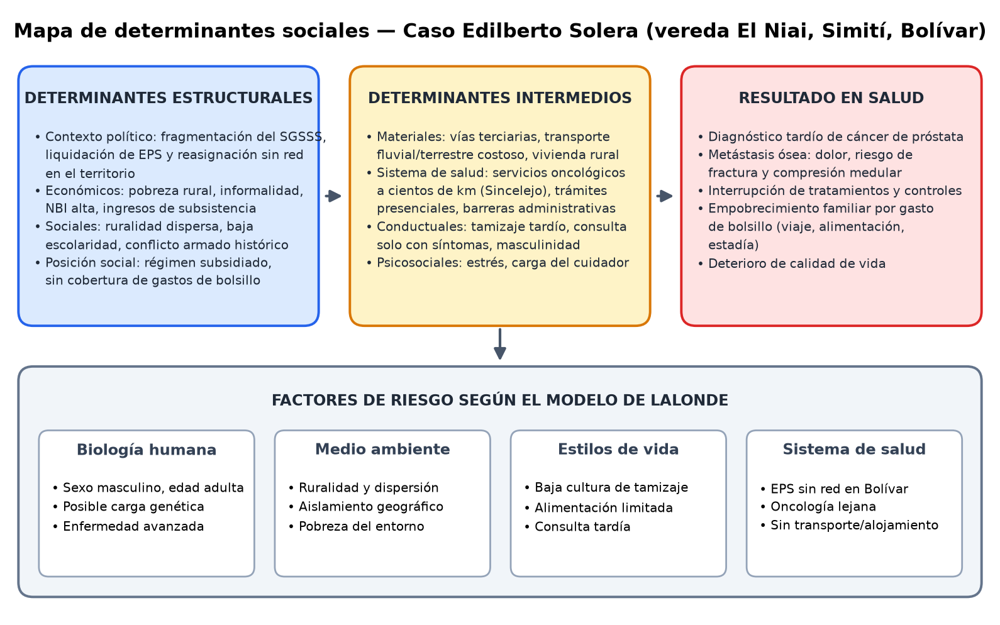 Mapa de determinantes sociales — Caso Edilberto Solera (vereda El Niai, Simití, Bolívar)
DETERMINANTES ESTRUCTURALES
• Contexto político: fragmentación del SGSSS,
liquidación de EPS y reasignación sin red
en el territorio
• Económicos: pobreza rural, informalidad,
NBI alta, ingresos de subsistencia
• Sociales: ruralidad dispersa, baja
escolaridad, conflicto armado histórico
• Posición social: régimen subsidiado,
sin cobertura de gastos de bolsillo
DETERMINANTES INTERMEDIOS
• Materiales: vías terciarias, transporte
fluvial/terrestre costoso, vivienda rural
• Sistema de salud: servicios oncológicos
a cientos de km (Sincelejo), trámites
presenciales, barreras administrativas
• Conductuales: tamizaje tardío, consulta
solo con síntomas, masculinidad
• Psicosociales: estrés, carga del cuidador
RESULTADO EN SALUD
• Diagnóstico tardío de cáncer de próstata
• Metástasis ósea: dolor, riesgo de
fractura y compresión medular
• Interrupción de tratamientos y controles
• Empobrecimiento familiar por gasto
de bolsillo (viaje, alimentación,
estadía)
• Deterioro de calidad de vida
FACTORES DE RIESGO SEGÚN EL MODELO DE LALONDE
Biología humana
• Sexo masculino, edad adulta
• Posible carga genética
• Enfermedad avanzada
Medio ambiente
• Ruralidad y dispersión
• Aislamiento geográfico
• Pobreza del entorno
Estilos de vida
• Baja cultura de tamizaje
• Alimentación limitada
• Consulta tardía
Sistema de salud
• EPS sin red en Bolívar
• Oncología lejana
• Sin transporte/alojamiento